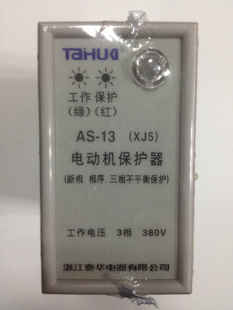 TAHUA
工作 保护
(绿) (红)
AS-13 (XJ5)
电动机保护器
(断相、相序、三相不平衡保护)
工作电压 3相 380V
浙江泰华电器有限公司